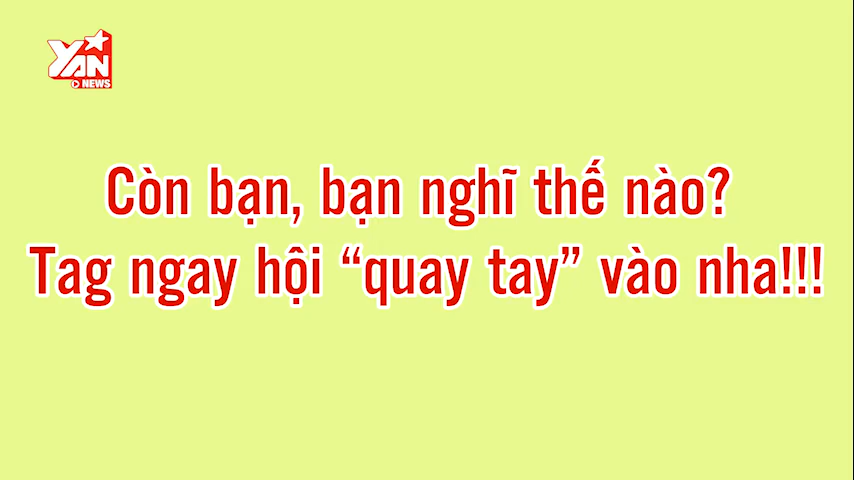 YAN
NEWS
Còn bạn, bạn nghĩ thế nào?
Tag ngay hội “quay tay” vào nha!!!